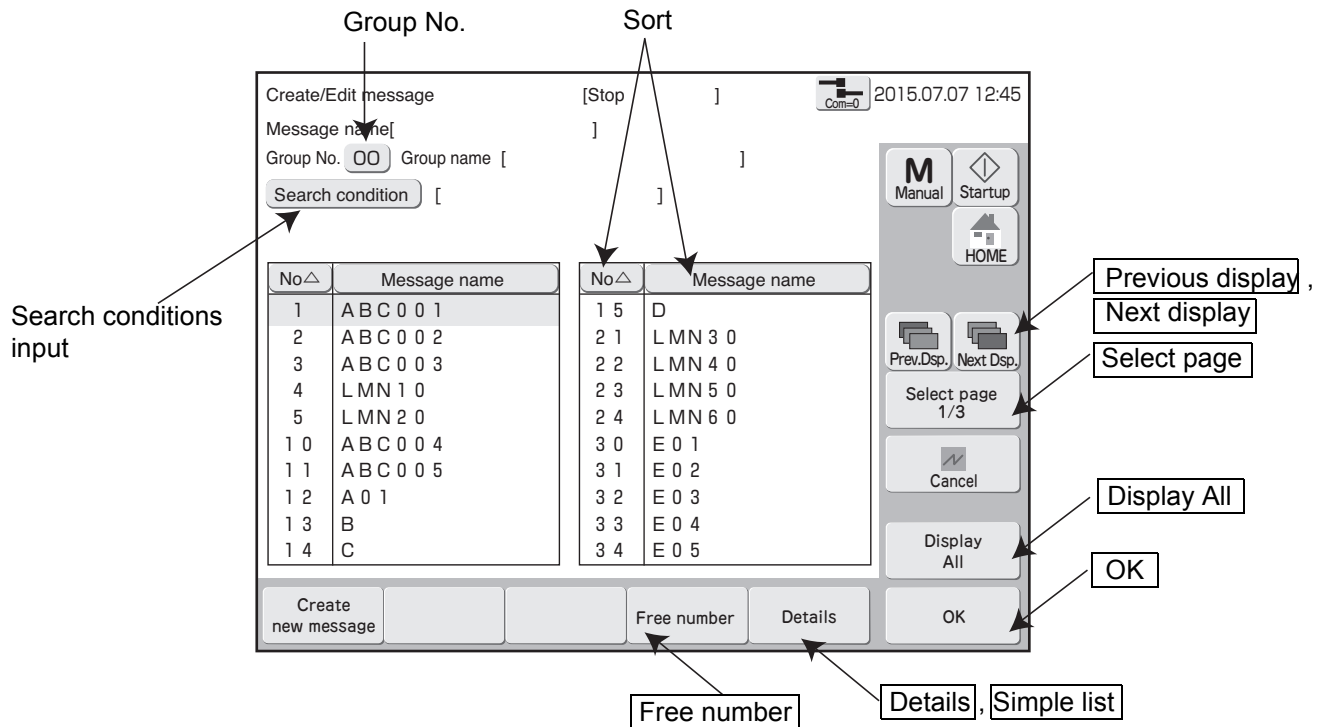 Group No.
Sort
Create/Edit message [Stop ] Com=0 2015.07.07 12:45
Message name[ ]
Group No. 00 Group name [ ]
Search condition [ ]
M
Manual
Startup
HOME
Search conditions
input
No△ Message name
1 ABC001
2 ABC002
3 ABC003
4 LMN10
5 LMN20
10 ABC004
11 ABC005
12 A01
13 B
14 C
No△ Message name
15 D
21 LMN30
22 LMN40
23 LMN50
24 LMN60
30 E01
31 E02
32 E03
33 E04
34 E05
Prev.Dsp. Next Dsp.
Select page
1/3
Cancel
Display
All
OK
Previous display ,
Next display
Select page
Display All
OK
Create
new message
Free number
Details
Free number
Details , Simple list